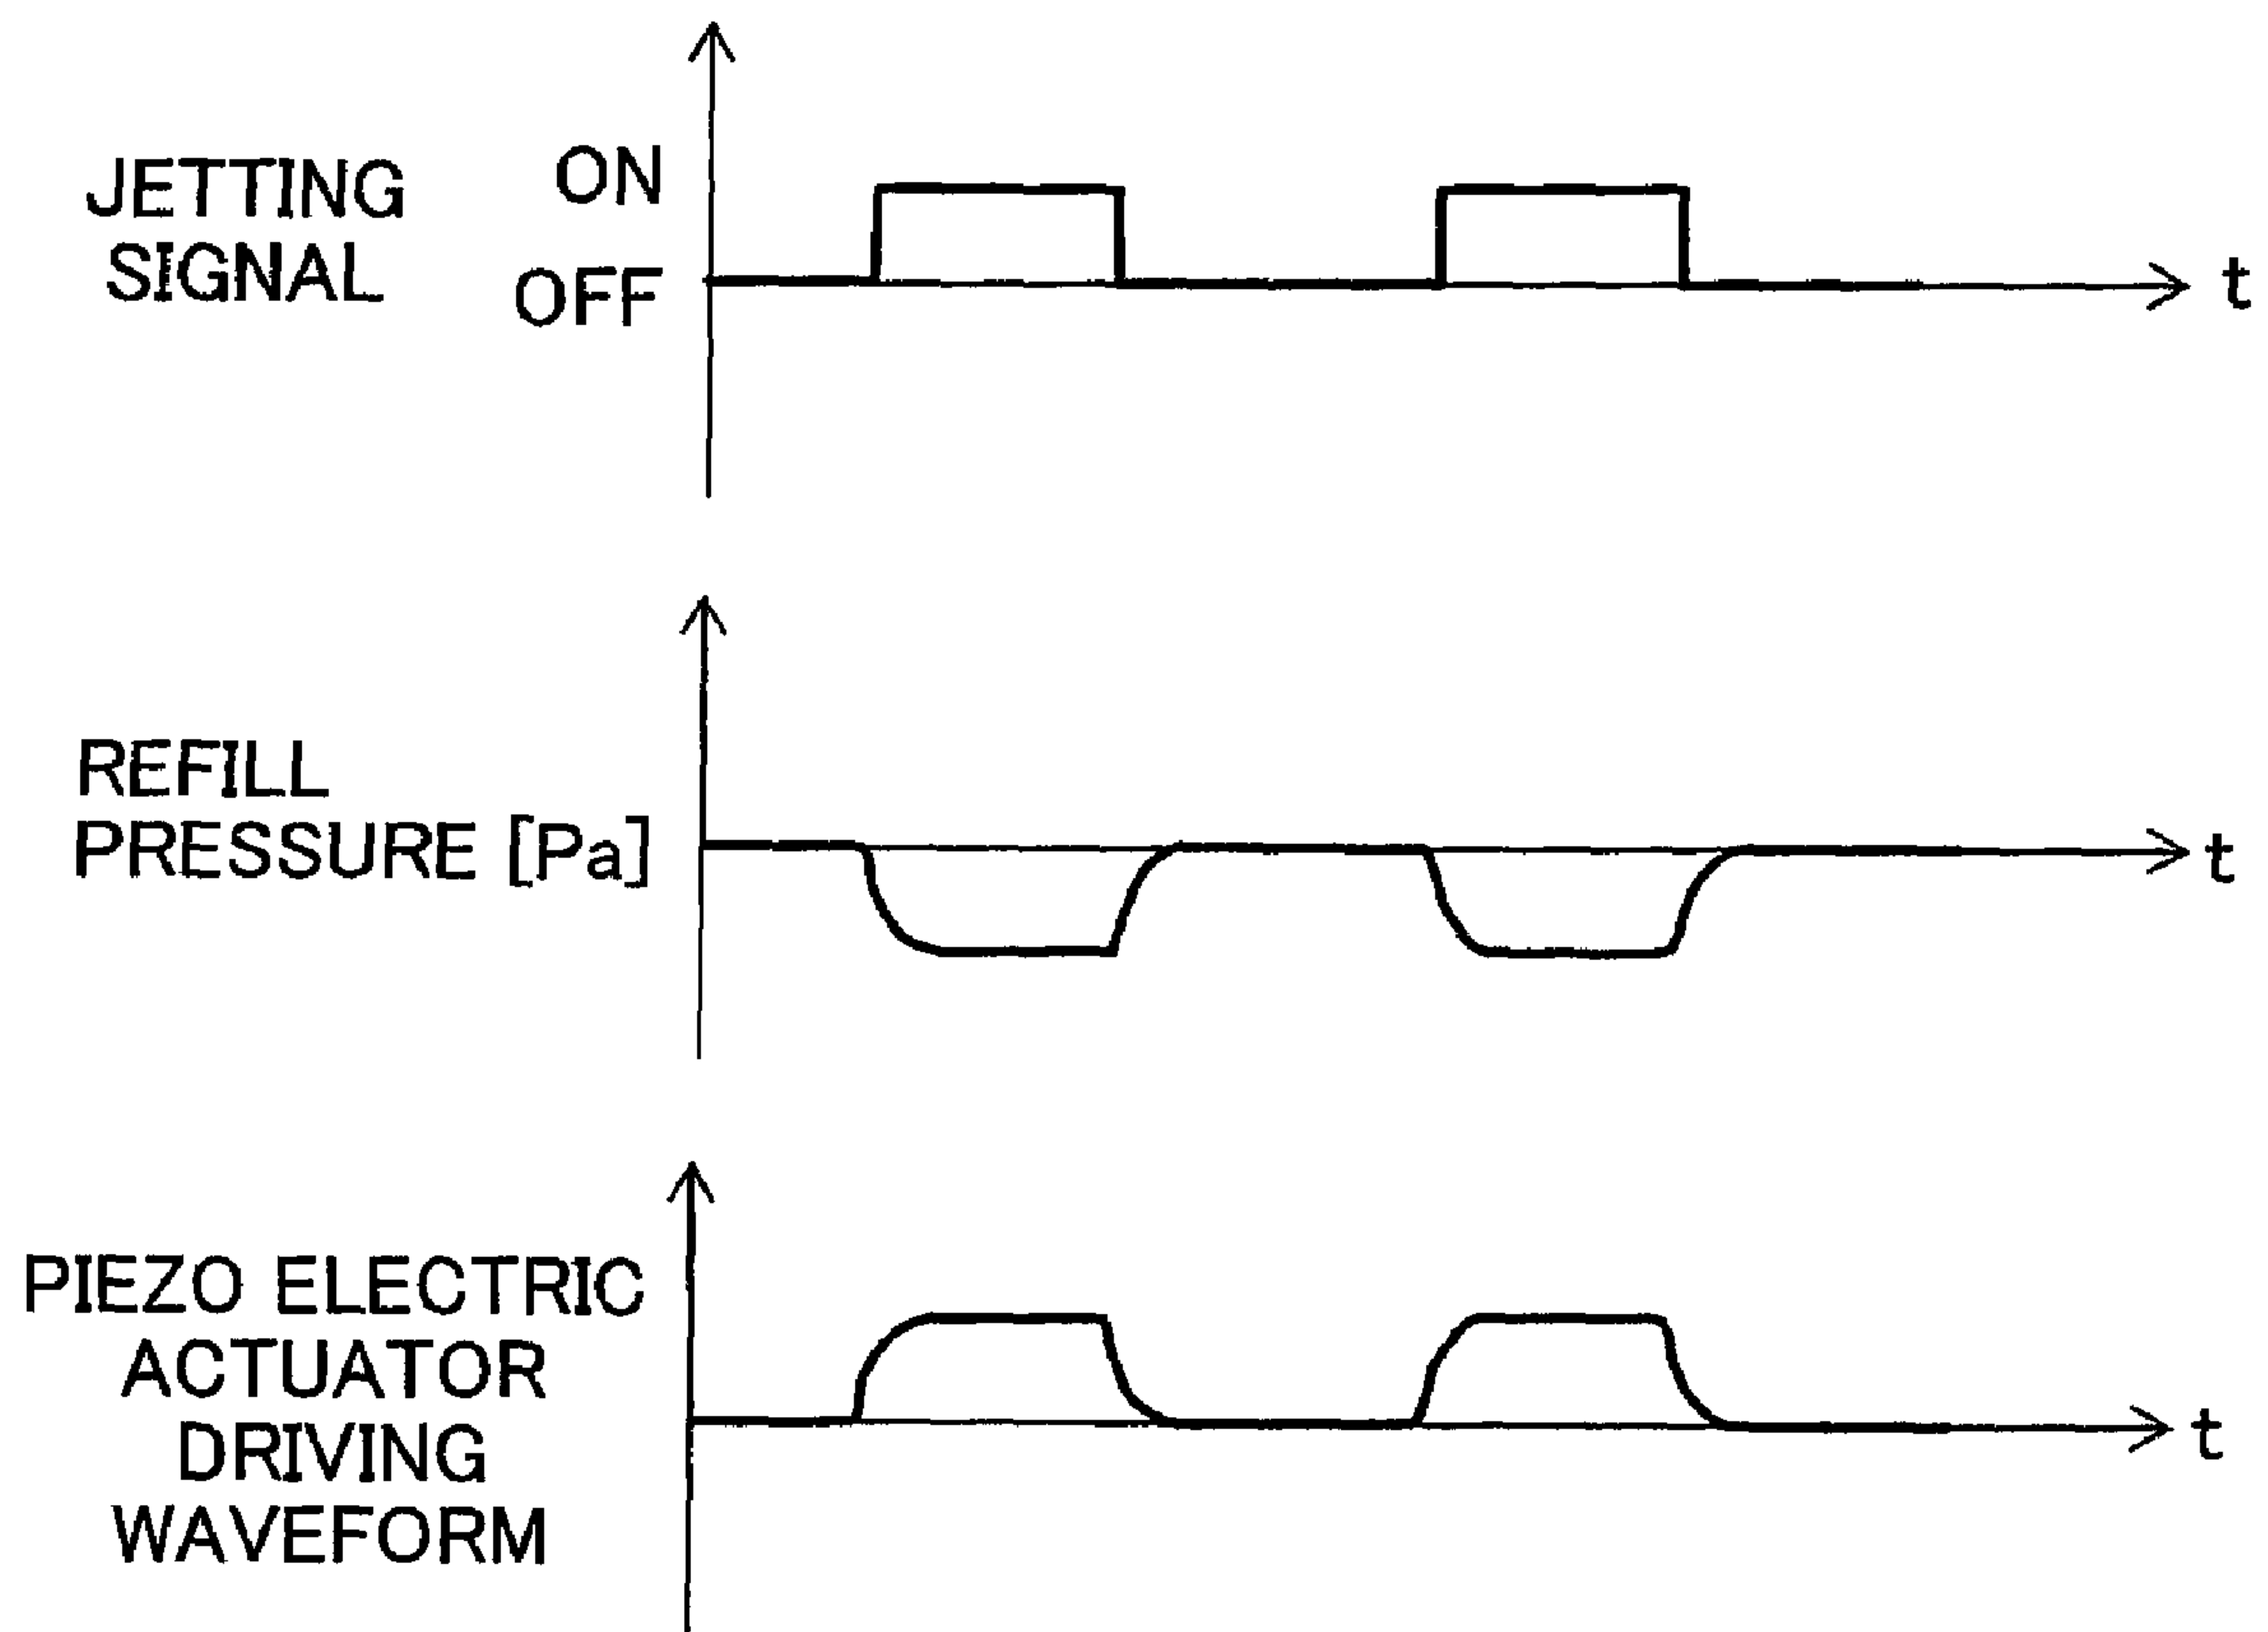 JETTING
SIGNAL
ON
OFF
t
REFILL
PRESSURE [Pa]
t
PIEZO ELECTRIC
ACTUATOR
DRIVING
WAVEFORM
t